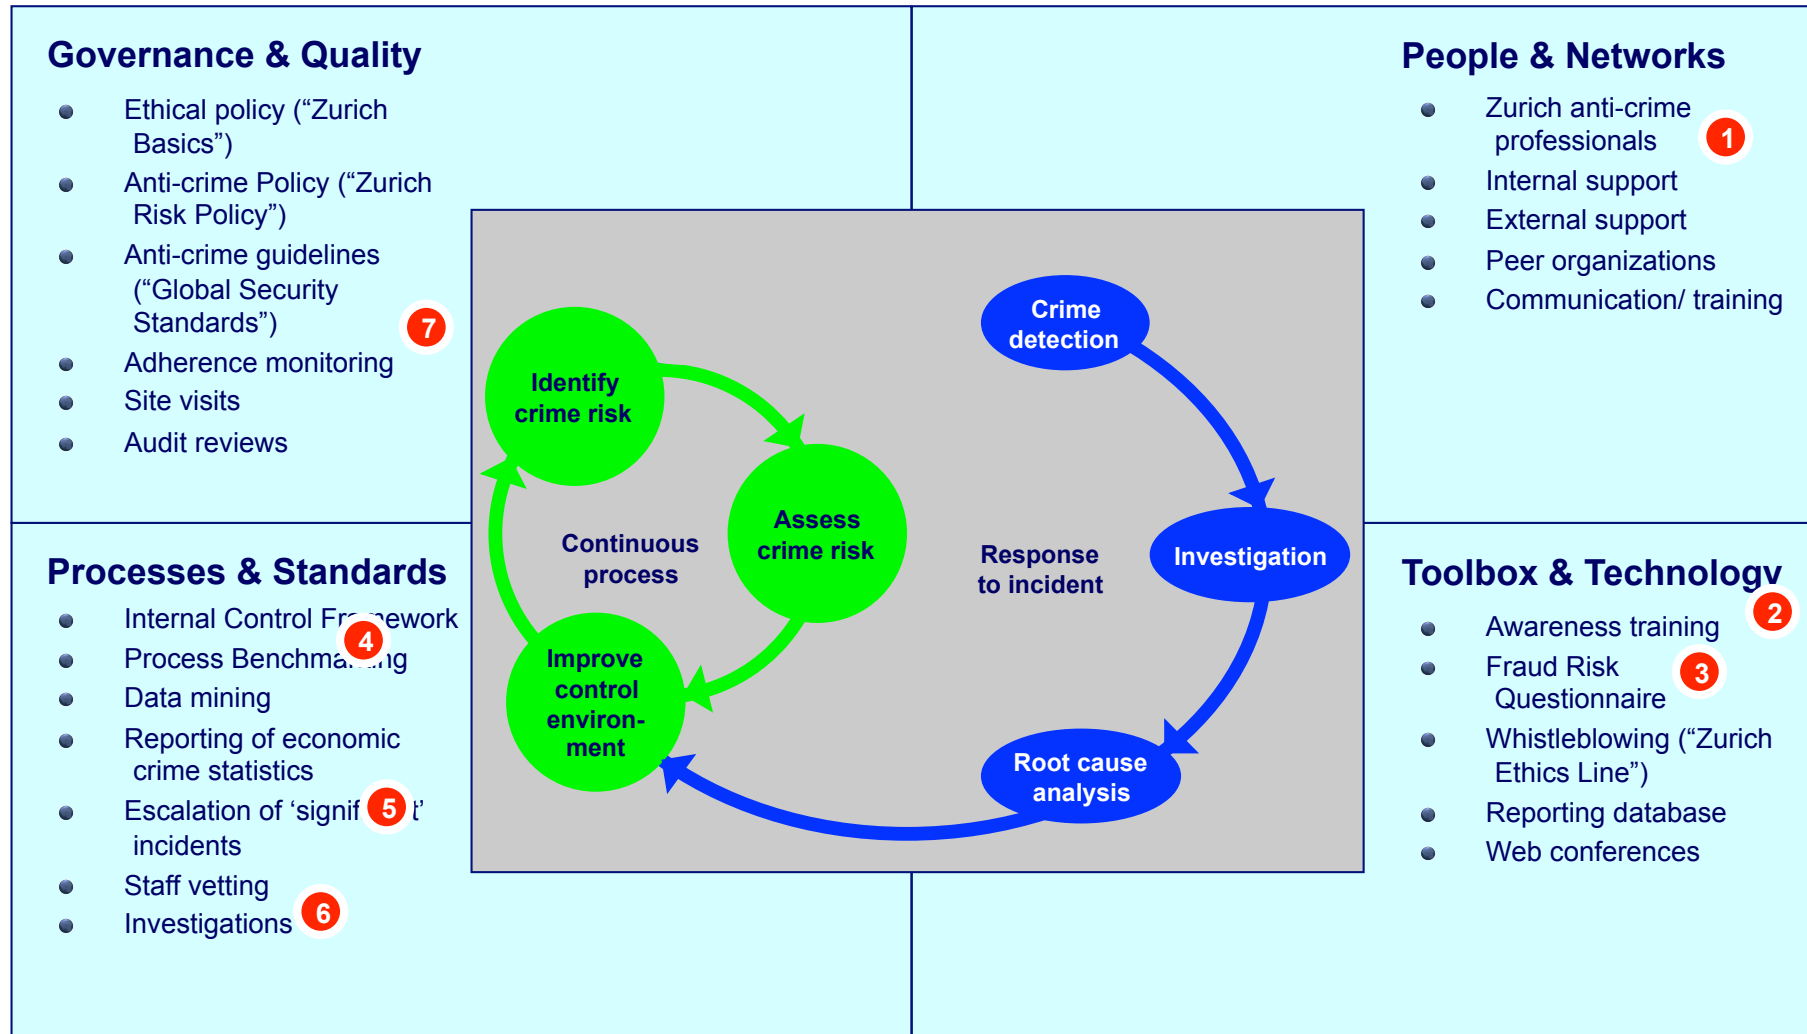 Governance & Quality
Ethical policy (“Zurich
Basics”)
Anti-crime Policy (“Zurich
Risk Policy”)
Anti-crime guidelines
(“Global Security
Standards”)
7
Adherence monitoring
Site visits
Audit reviews
People & Networks
Zurich anti-crime
professionals
1
Internal support
External support
Peer organizations
Communication/ training
Identify
crime risk
Assess
crime risk
Continuous
process
Improve
control
environ-
ment
Crime
detection
Response
to incident
Investigation
Root cause
analysis
Processes & Standards
Internal Control
4
Process
Data mining
Reporting of economic
crime statistics
Escalation of
5
incidents
Staff vetting
Investigations
6
Toolbox & Technology
2
Awareness training
Fraud Risk
Questionnaire
3
Whistleblowing (“Zurich
Ethics Line”)
Reporting database
Web conferences